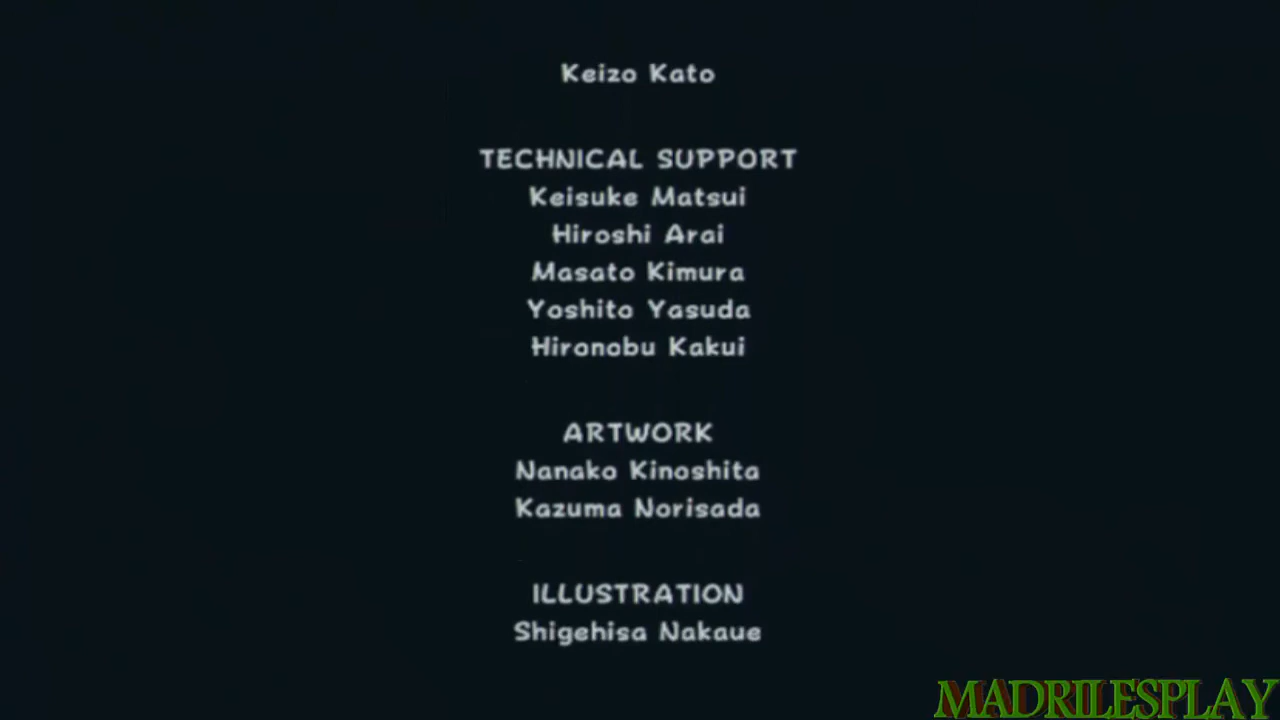 Keizo Kato
TECHNICAL SUPPORT
Keisuke Matsui
Hiroshi Arai
Masato Kimura
Yoshito Yasuda
Hironobu Kakui
ARTWORK
Nanako Kinoshita
Kazuma Norisada
ILLUSTRATION
Shigehisa Nakaue
MADRILESPLAY